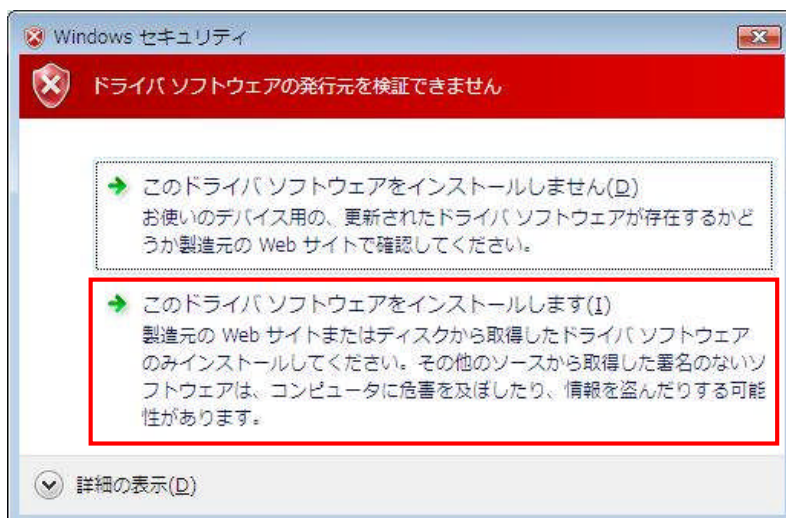 Windows セキュリティ
ドライバ ソフトウェアの発行元を検証できません
このドライバ ソフトウェアをインストールしません(D)
お使いのデバイス用の、更新されたドライバ ソフトウェアが存在するかど
うか製造元の Web サイトで確認してください。
このドライバ ソフトウェアをインストールします(I)
製造元の Web サイトまたはディスクから取得したドライバ ソフトウェア
のみインストールしてください。その他のソースから取得した署名のないソ
フトウェアは、コンピュータに危害を及ぼしたり、情報を盗んだりする可能
性があります。
詳細の表示(D)